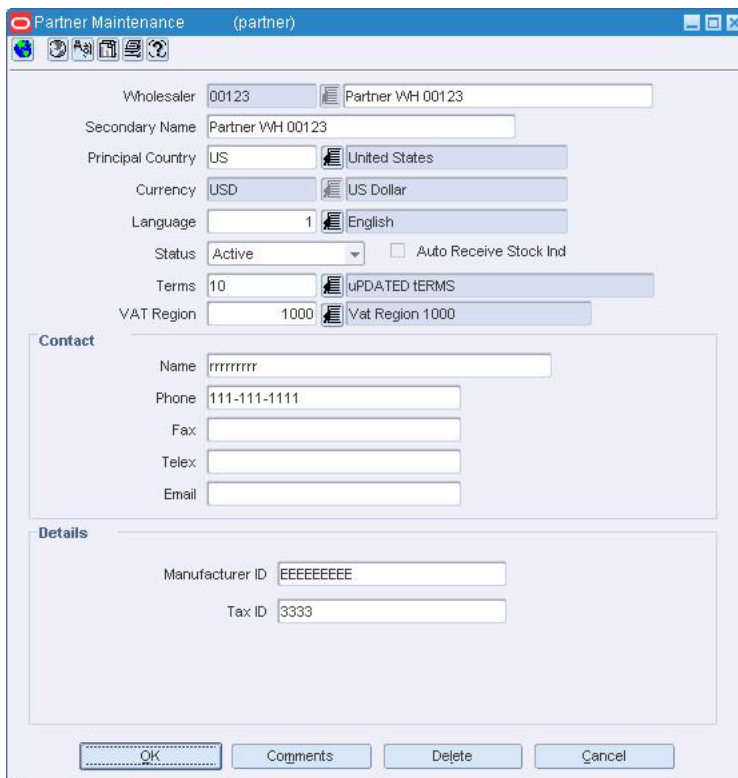 Partner Maintenance (partner)
Wholesaler 00123 Partner WH 00123
Secondary Name Partner WH 00123
Principal Country US United States
Currency USD US Dollar
Language 1 English
Status Active Auto Receive Stock Ind
Terms 10 uPDATED tERMS
VAT Region 1000 Vat Region 1000
Contact
Name rrrrrrrrr
Phone 111-111-1111
Fax
Telex
Email
Details
Manufacturer ID EEEEEEEEE
Tax ID 3333
OK Comments Delete Cancel